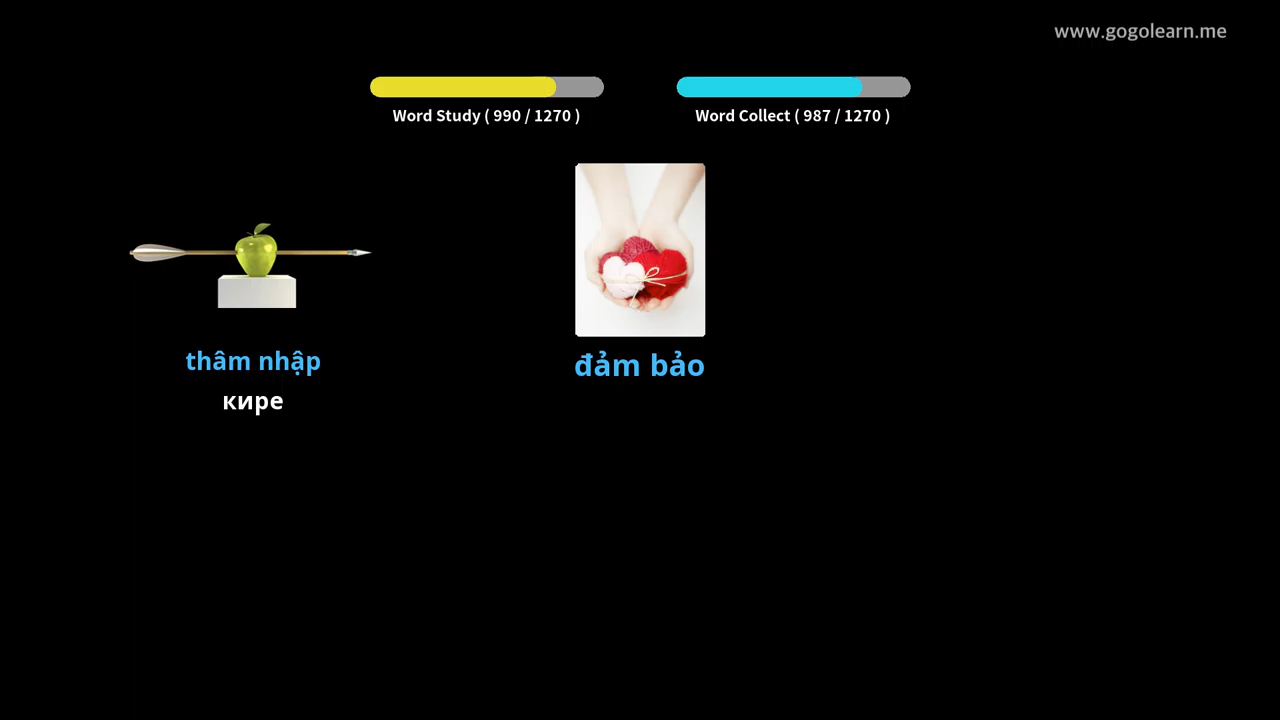 www.gogolearn.me
Word Study ( 990 / 1270 )
Word Collect ( 987 / 1270 )
thâm nhập
кире
đảm bảo